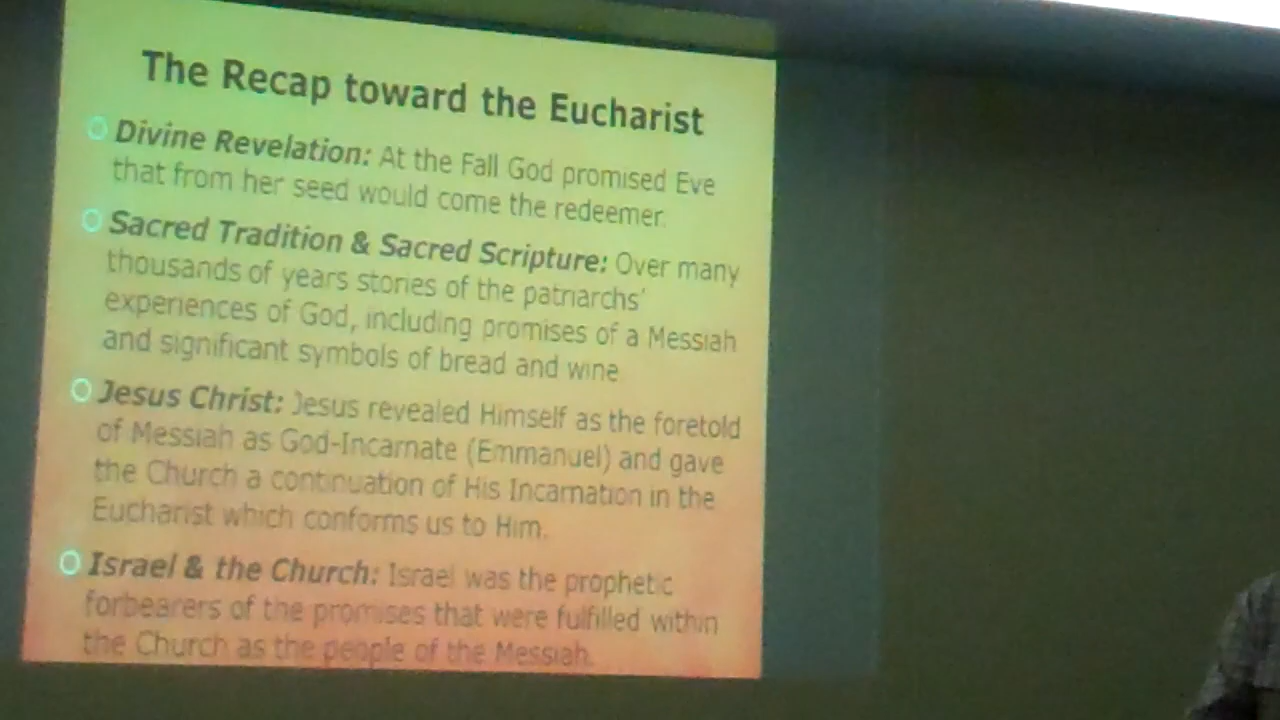 The Recap toward the Eucharist
Divine Revelation: At the Fall God promised Eve
that from her seed would come the redeemer.
Sacred Tradition & Sacred Scripture: Over many
thousands of years stories of the patriarchs'
experiences of God, including promises of a Messiah
and significant symbols of bread and wine
Jesus Christ: Jesus revealed Himself as the foretold
of Messiah as God-Incarnate (Emmanuel) and gave
the Church a continuation of His Incarnation in the
Eucharist which conforms us to Him.
Israel & the Church: Israel was the prophetic
forbearers of the promises that were fulfilled within
the Church as the people of the Messiah.